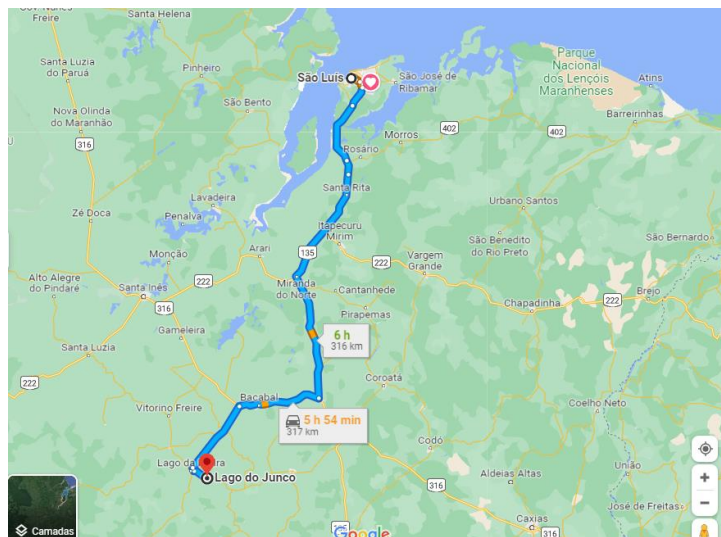 Gov. Nunes
Freire
Santa Helena
Santa Luzia
do Paruá
Pinheiro
São Luís
São José de
Ribamar
Parque
Nacional
dos Lençóis
Maranhenses
Atins
São Bento
Nova Olinda
do Maranhão
Barreirinhas
316
402
402
Morros
Rosário
Santa Rita
Lavadeira
Urbano Santos
Zé Doca
Penalva
Itapecuru
Mirim
São Benedito
do Rio Preto
São Bernardo
Arari
135
Monção
222
Vargem
Grande
222
Alto Alegre
do Pindaré
Santa Inês
Miranda
do Norte
Cantanhede
Brejo
222
316
Pirapemas
Chapadinha
Gameleira
6 h
316 km
Santa Luzia
222
Coroatá
Bacabal
Vitorino Freire
5 h 54 min
317 km
Coelho Neto
Codó
Lago do Junco
Aldeias Altas
União
316
Caxias
316
José de Freitas
Camadas
Google